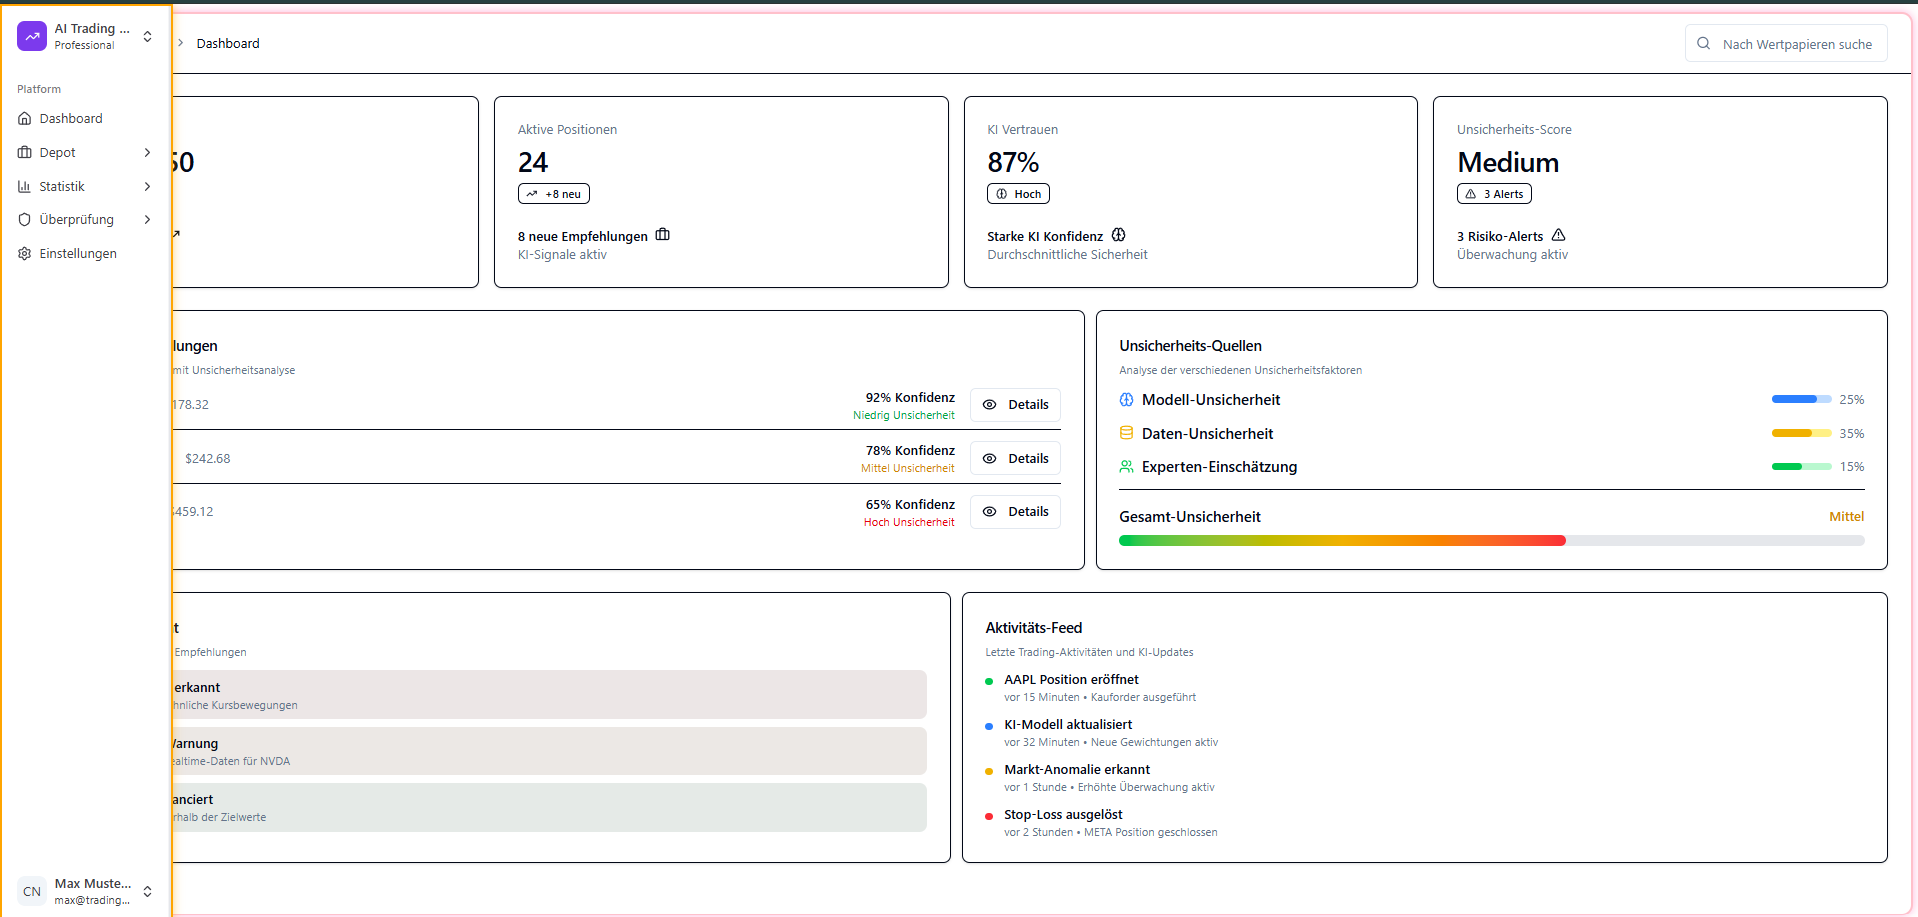 AI Trading ...
Professional
Dashboard
Nach Wertpapieren suche
Platform
Dashboard
Depot
Statistik
Überprüfung
Einstellungen
50
Aktive Positionen
24
+8 neu
8 neue Empfehlungen
KI-Signale aktiv
KI Vertrauen
87%
Hoch
Starke KI Konfidenz
Durchschnittliche Sicherheit
Unsicherheits-Score
Medium
3 Alerts
3 Risiko-Alerts
Überwachung aktiv
lungen
mit Unsicherheitsanalyse
178.32
92% Konfidenz
Niedrig Unsicherheit
Details
$242.68
78% Konfidenz
Mittel Unsicherheit
Details
$459.12
65% Konfidenz
Hoch Unsicherheit
Details
Unsicherheits-Quellen
Analyse der verschiedenen Unsicherheitsfaktoren
Modell-Unsicherheit
25%
Daten-Unsicherheit
35%
Experten-Einschätzung
15%
Gesamt-Unsicherheit
Mittel
t
Empfehlungen
erkannt
hnliche Kursbewegungen
Warnung
ealtime-Daten für NVDA
anciert
rhalb der Zielwerte
Aktivitäts-Feed
Letzte Trading-Aktivitäten und KI-Updates
AAPL Position eröffnet
vor 15 Minuten • Kauforder ausgeführt
KI-Modell aktualisiert
vor 32 Minuten • Neue Gewichtungen aktiv
Markt-Anomalie erkannt
vor 1 Stunde • Erhöhte Überwachung aktiv
Stop-Loss ausgelöst
vor 2 Stunden • META Position geschlossen
CN
Max Muste...
max@trading...